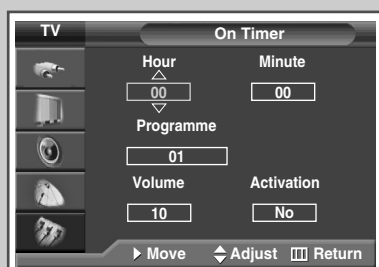 TV
On Timer
Hour Minute
00 00
Programme
01
Volume Activation
10 No
Move Adjust Return